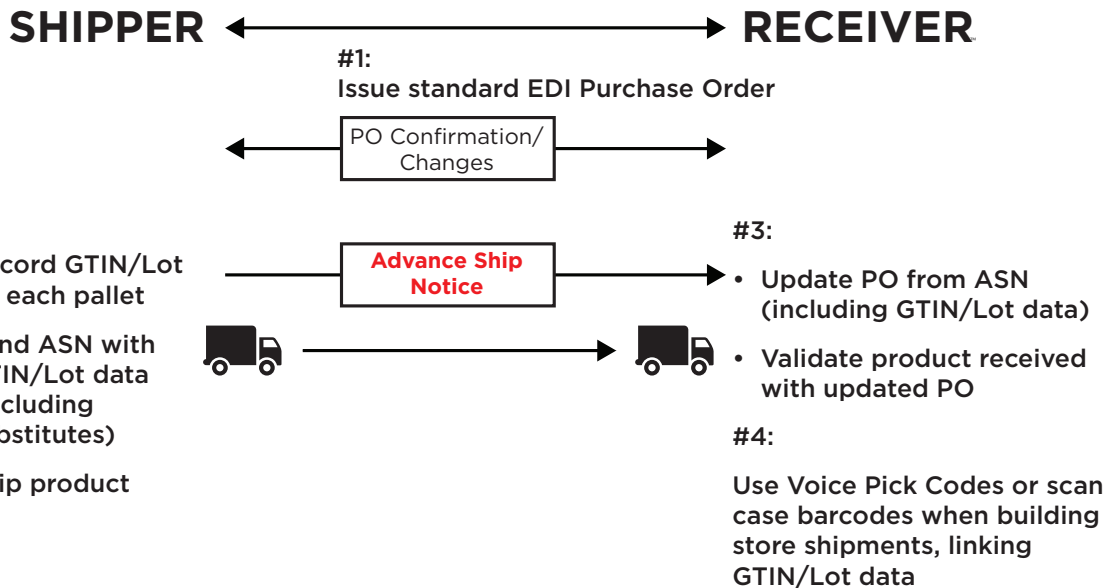 SHIPPER
RECEIVER
#1:
Issue standard EDI Purchase Order
PO Confirmation/
Changes
cord GTIN/Lot
each pallet
nd ASN with
TIN/Lot data
cluding
bstitutes)
ip product
Advance Ship
Notice
#3:
• Update PO from ASN
(including GTIN/Lot data)
• Validate product received
with updated PO
#4:
Use Voice Pick Codes or scan
case barcodes when building
store shipments, linking
GTIN/Lot data